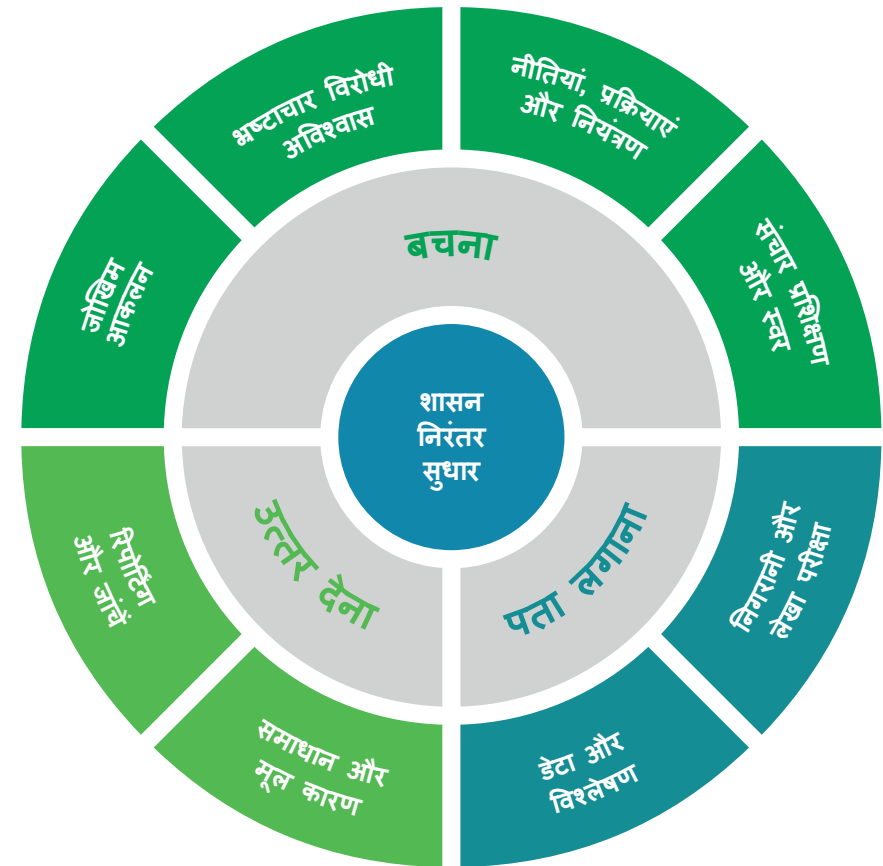 भ्रष्टाचार विरोधी
अविश्वास
नीतियां, प्रक्रियाएं
और नियंत्रण
संचार प्रशिक्षण
और स्वर
निगरानी और
लेखा परीक्षा
डेटा और
विश्लेषण
समाधान और
मूल कारण
रिपोर्टिंग
और जांचें
जोखिम
आकलन
बचना
पता लगाना
उत्तर देना
शासन
निरंतर
सुधार